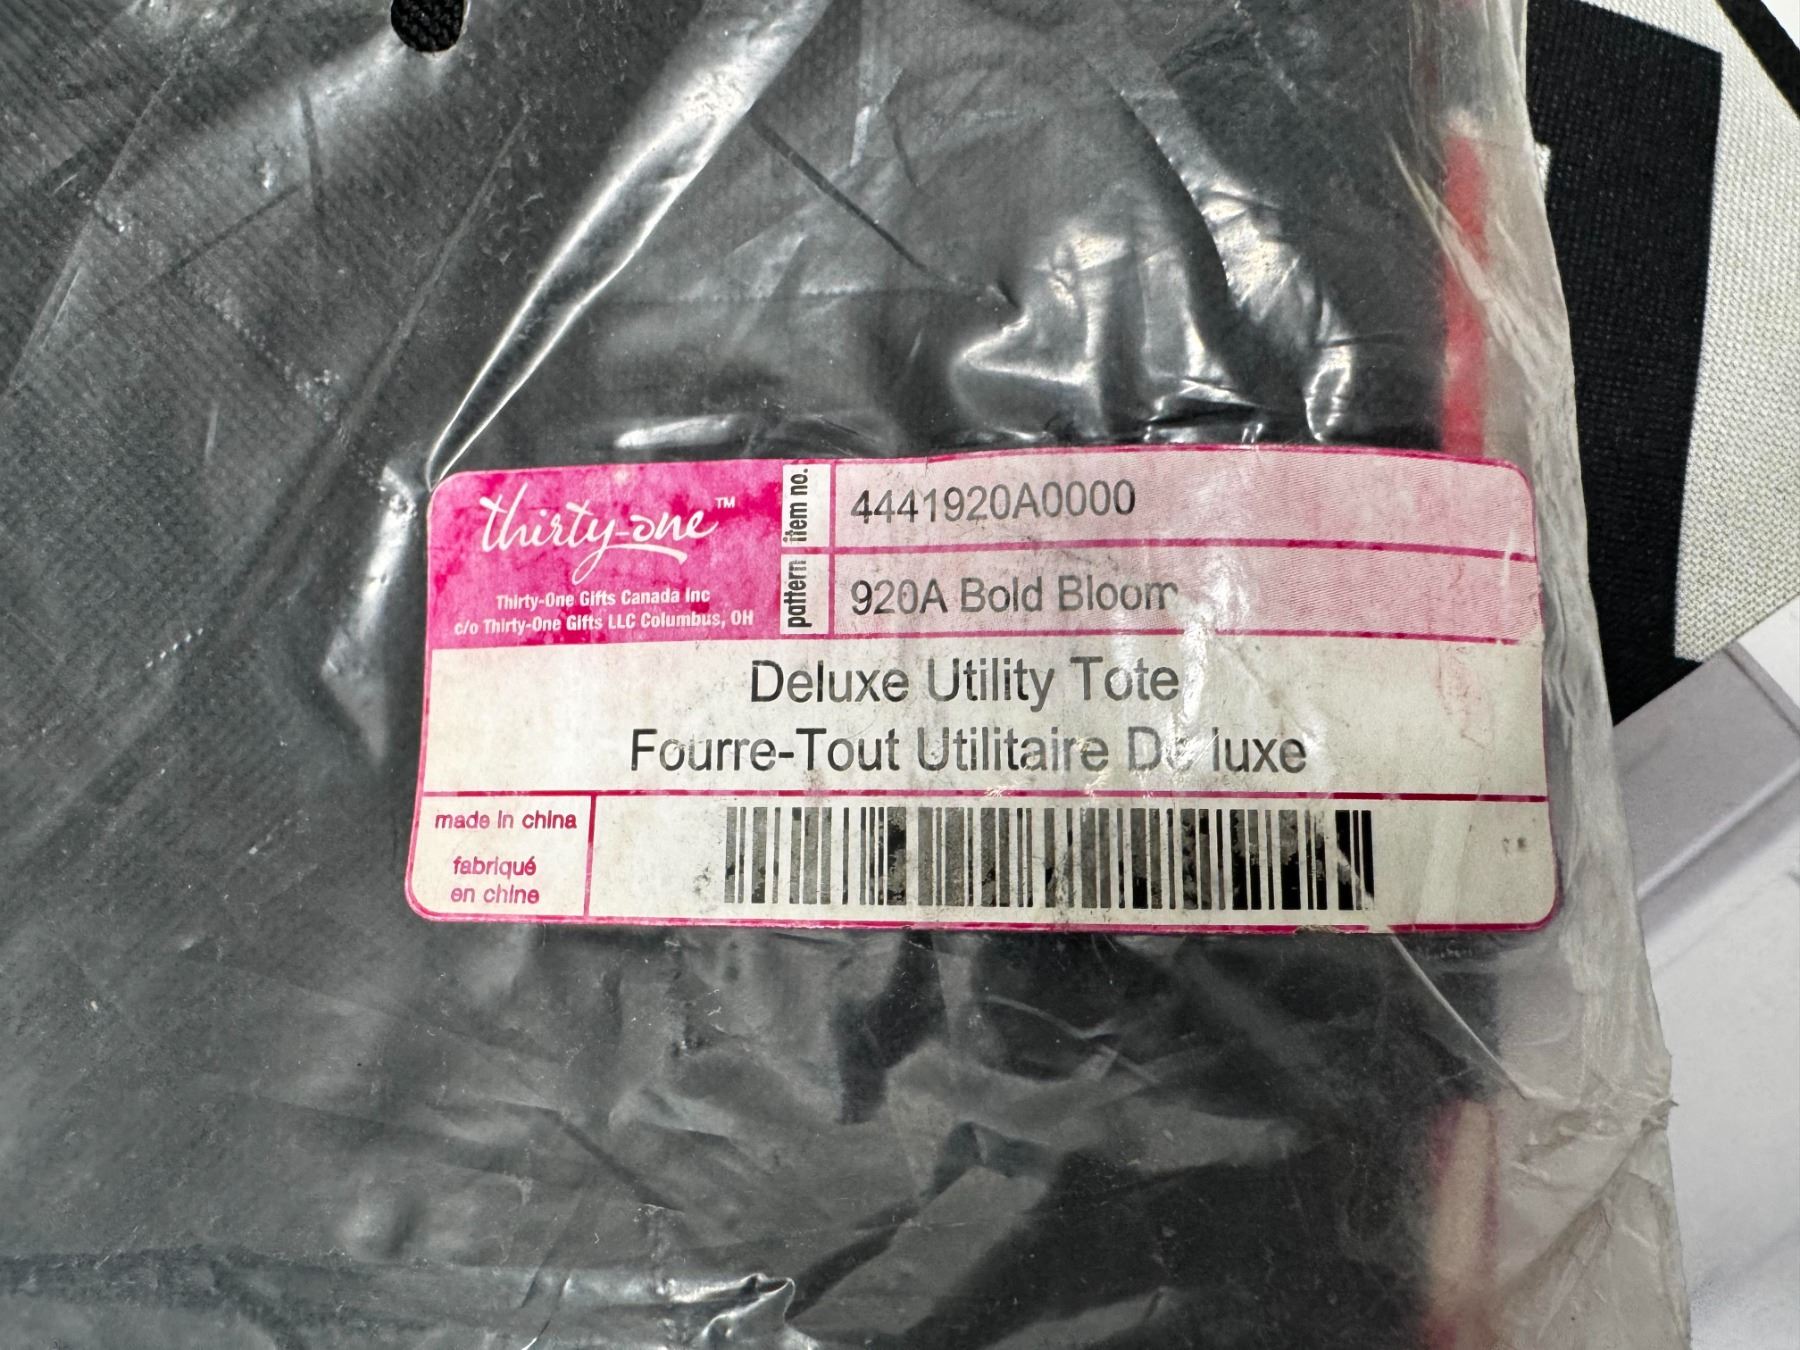 thirty-one™
Thirty-One Gifts Canada Inc
c/o Thirty-One Gifts LLC Columbus, OH
item no.
4441920A0000
pattern
920A Bold Bloom
Deluxe Utility Tote
Fourre-Tout Utilitaire De luxe
made in china
fabriqué
en chine